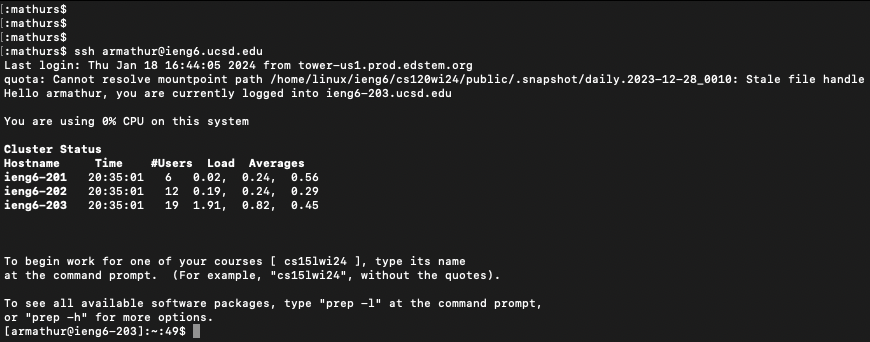 [:mathurs$
[:mathurs$
[:mathurs$
[:mathurs$ ssh armathur@ieng6.ucsd.edu
Last login: Thu Jan 18 16:44:05 2024 from tower-us1.prod.edstem.org
quota: Cannot resolve mountpoint path /home/linux/ieng6/cs120wi24/public/.snapshot/daily.2023-12-28_0010: Stale file handle
Hello armathur, you are currently logged into ieng6-203.ucsd.edu

You are using 0% CPU on this system

Cluster Status
Hostname     Time    #Users  Load  Averages
ieng6-201   20:35:01   6   0.02,  0.24,  0.56
ieng6-202   20:35:01   12  0.19,  0.24,  0.29
ieng6-203   20:35:01   19  1.91,  0.82,  0.45

To begin work for one of your courses [ cs15lwi24 ], type its name
at the command prompt.  (For example, "cs15lwi24", without the quotes).

To see all available software packages, type "prep -l" at the command prompt,
or "prep -h" for more options.
[armathur@ieng6-203]:~:49$